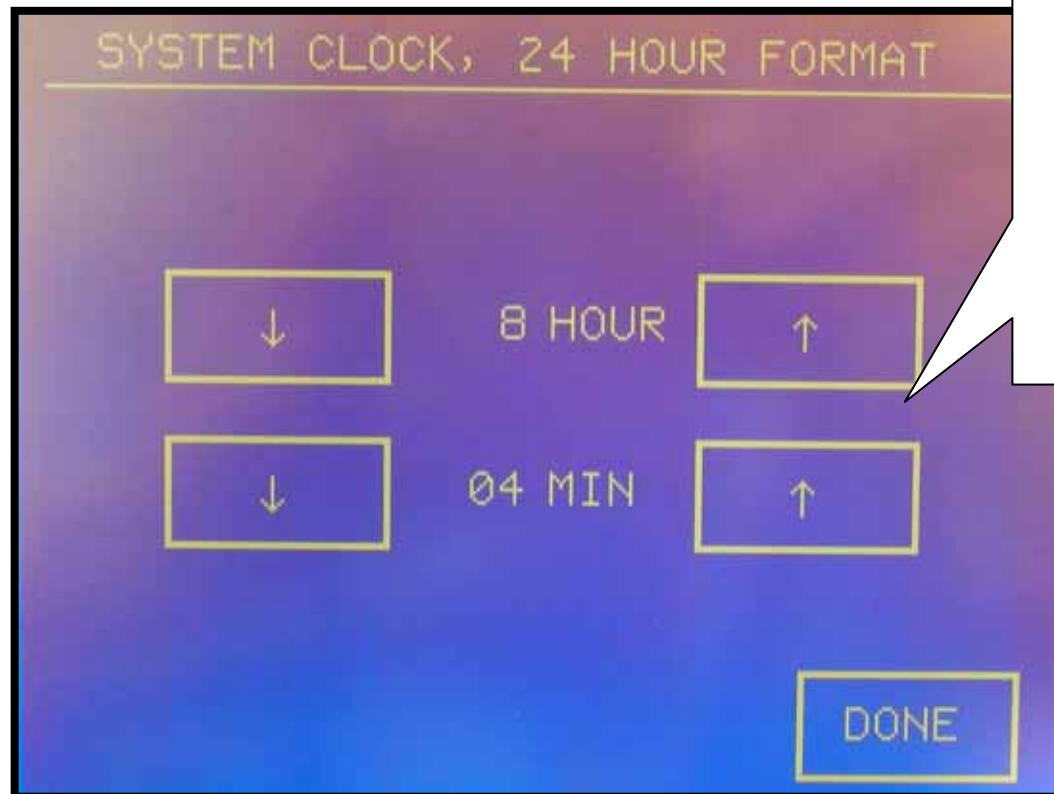 SYSTEM CLOCK, 24 HOUR FORMAT
↓ 8 HOUR ↑
↓ 04 MIN ↑
DONE